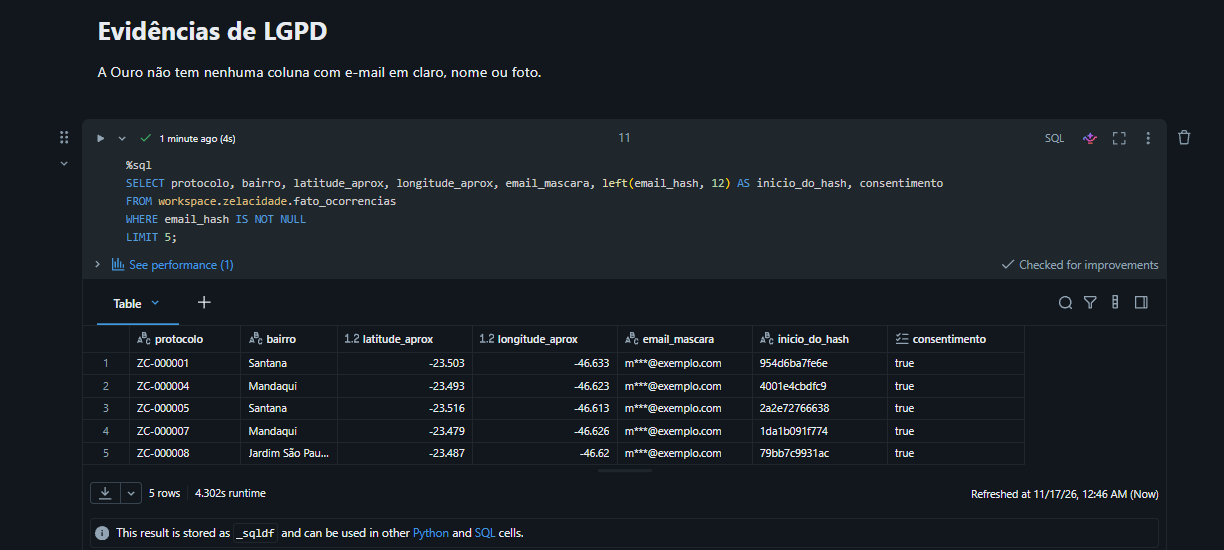 Evidências de LGPD
A Ouro não tem nenhuma coluna com e-mail em claro, nome ou foto.
1 minute ago (4s)
11
SQL
%sql
SELECT protocolo, bairro, latitude_aprox, longitude_aprox, email_mascara, left(email_hash, 12) AS inicio_do_hash, consentimento
FROM workspace.zelacidade.fato_ocorrencias
WHERE email_hash IS NOT NULL
LIMIT 5;
See performance (1)
Checked for improvements
Table
protocolo bairro 1.2 latitude_aprox 1.2 longitude_aprox email_mascara inicio_do_hash consentimento
1 ZC-000001 Santana -23.503 -46.633 m***@exemplo.com 954d6ba7fe6e true
2 ZC-000004 Mandaqui -23.493 -46.623 m***@exemplo.com 4001e4cbdfc9 true
3 ZC-000005 Santana -23.516 -46.613 m***@exemplo.com 2a2e72766638 true
4 ZC-000007 Mandaqui -23.479 -46.626 m***@exemplo.com 1da1b091f774 true
5 ZC-000008 Jardim São Pau... -23.487 -46.62 m***@exemplo.com 79bb7c9931ac true
5 rows 4.302s runtime
Refreshed at 11/17/26, 12:46 AM (Now)
This result is stored as _sqldf and can be used in other Python and SQL cells.